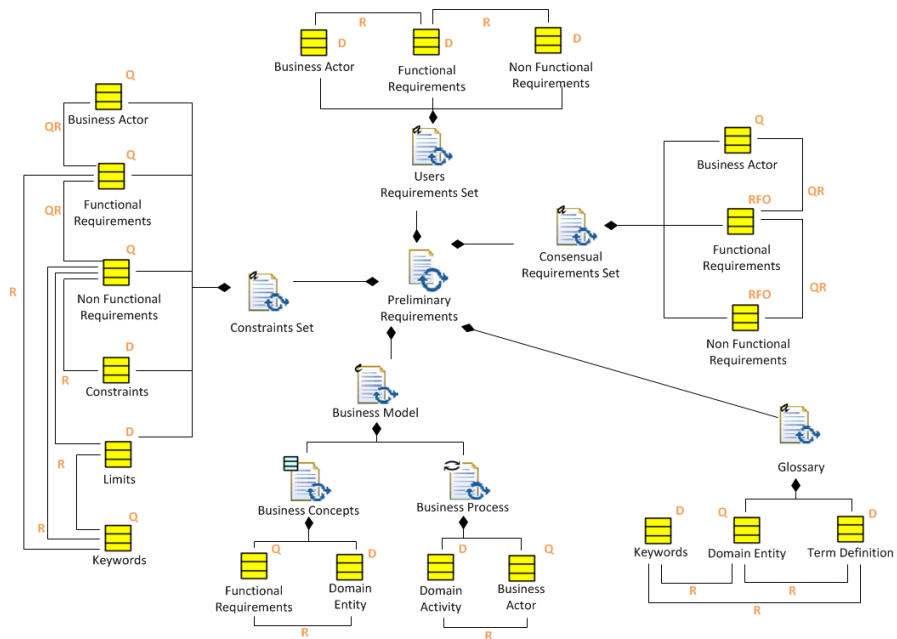 R
R
D
D
D
Business Actor
Functional
Requirements
Non Functional
Requirements
a
Users
Requirements Set
Q
Business Actor
QR
Q
Functional
Requirements
QR
Q
Non Functional
Requirements
R
D
Constraints
R
D
Limits
R
R
Q
Keywords
a
Constraints Set
Preliminary
Requirements
a
Consensual
Requirements Set
Q
Business Actor
QR
RFO
Functional
Requirements
QR
RFO
Non Functional
Requirements
a
Business Model
Business Concepts
Business Process
Q
Functional
Requirements
D
Domain
Entity
R
D
Domain
Activity
Q
Business
Actor
R
a
Glossary
D
Keywords
Q
Domain Entity
D
Term Definition
R
R
R